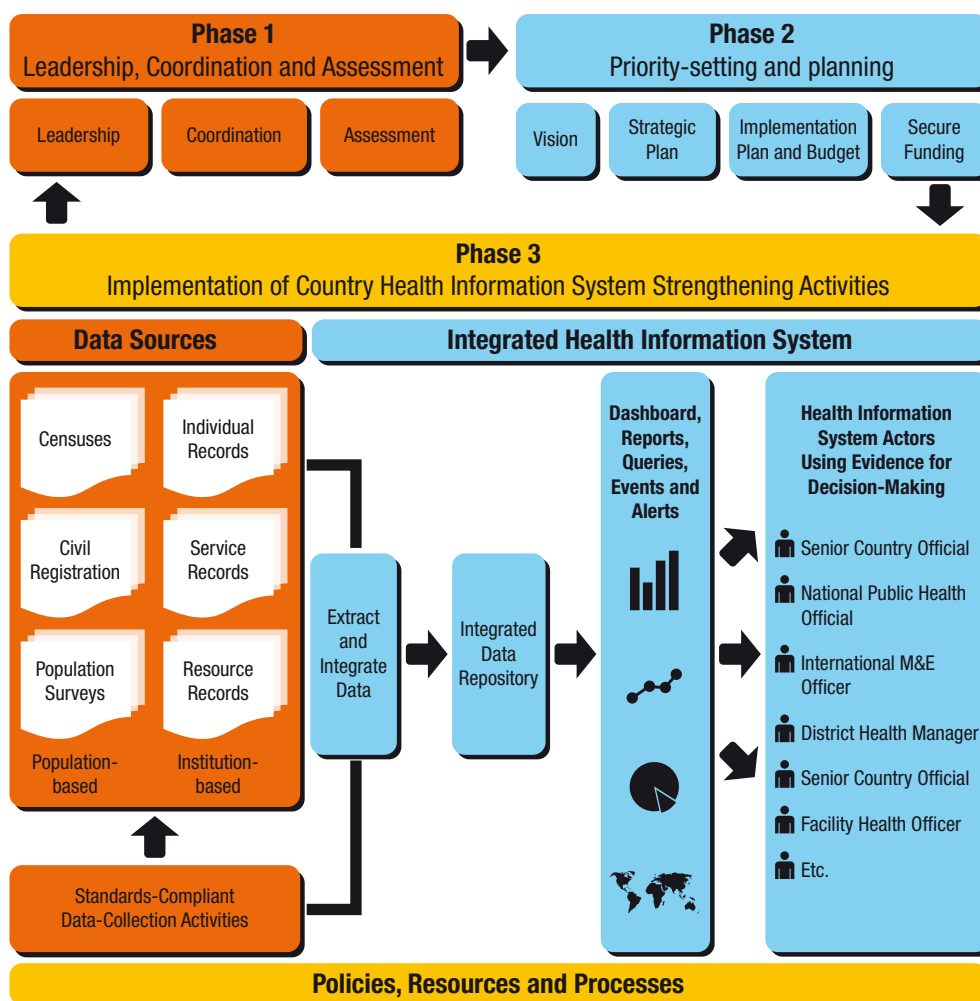 Phase 1
Leadership, Coordination and Assessment
Phase 2
Priority-setting and planning
Leadership
Coordination
Assessment
Vision
Strategic
Plan
Implementation
Plan and Budget
Secure
Funding
Phase 3
Implementation of Country Health Information System Strengthening Activities
Data Sources
Integrated Health Information System
Censuses
Individual
Records
Civil
Registration
Service
Records
Population
Surveys
Resource
Records
Population-
based
Institution-
based
Standards-Compliant
Data-Collection Activities
Extract
and
Integrate
Data
Integrated
Data
Repository
Dashboard,
Reports,
Queries,
Events and
Alerts
Health Information
System Actors
Using Evidence for
Decision-Making
Senior Country Official
National Public Health
Official
International M&E
Officer
District Health Manager
Senior Country Official
Facility Health Officer
Etc.
Policies, Resources and Processes